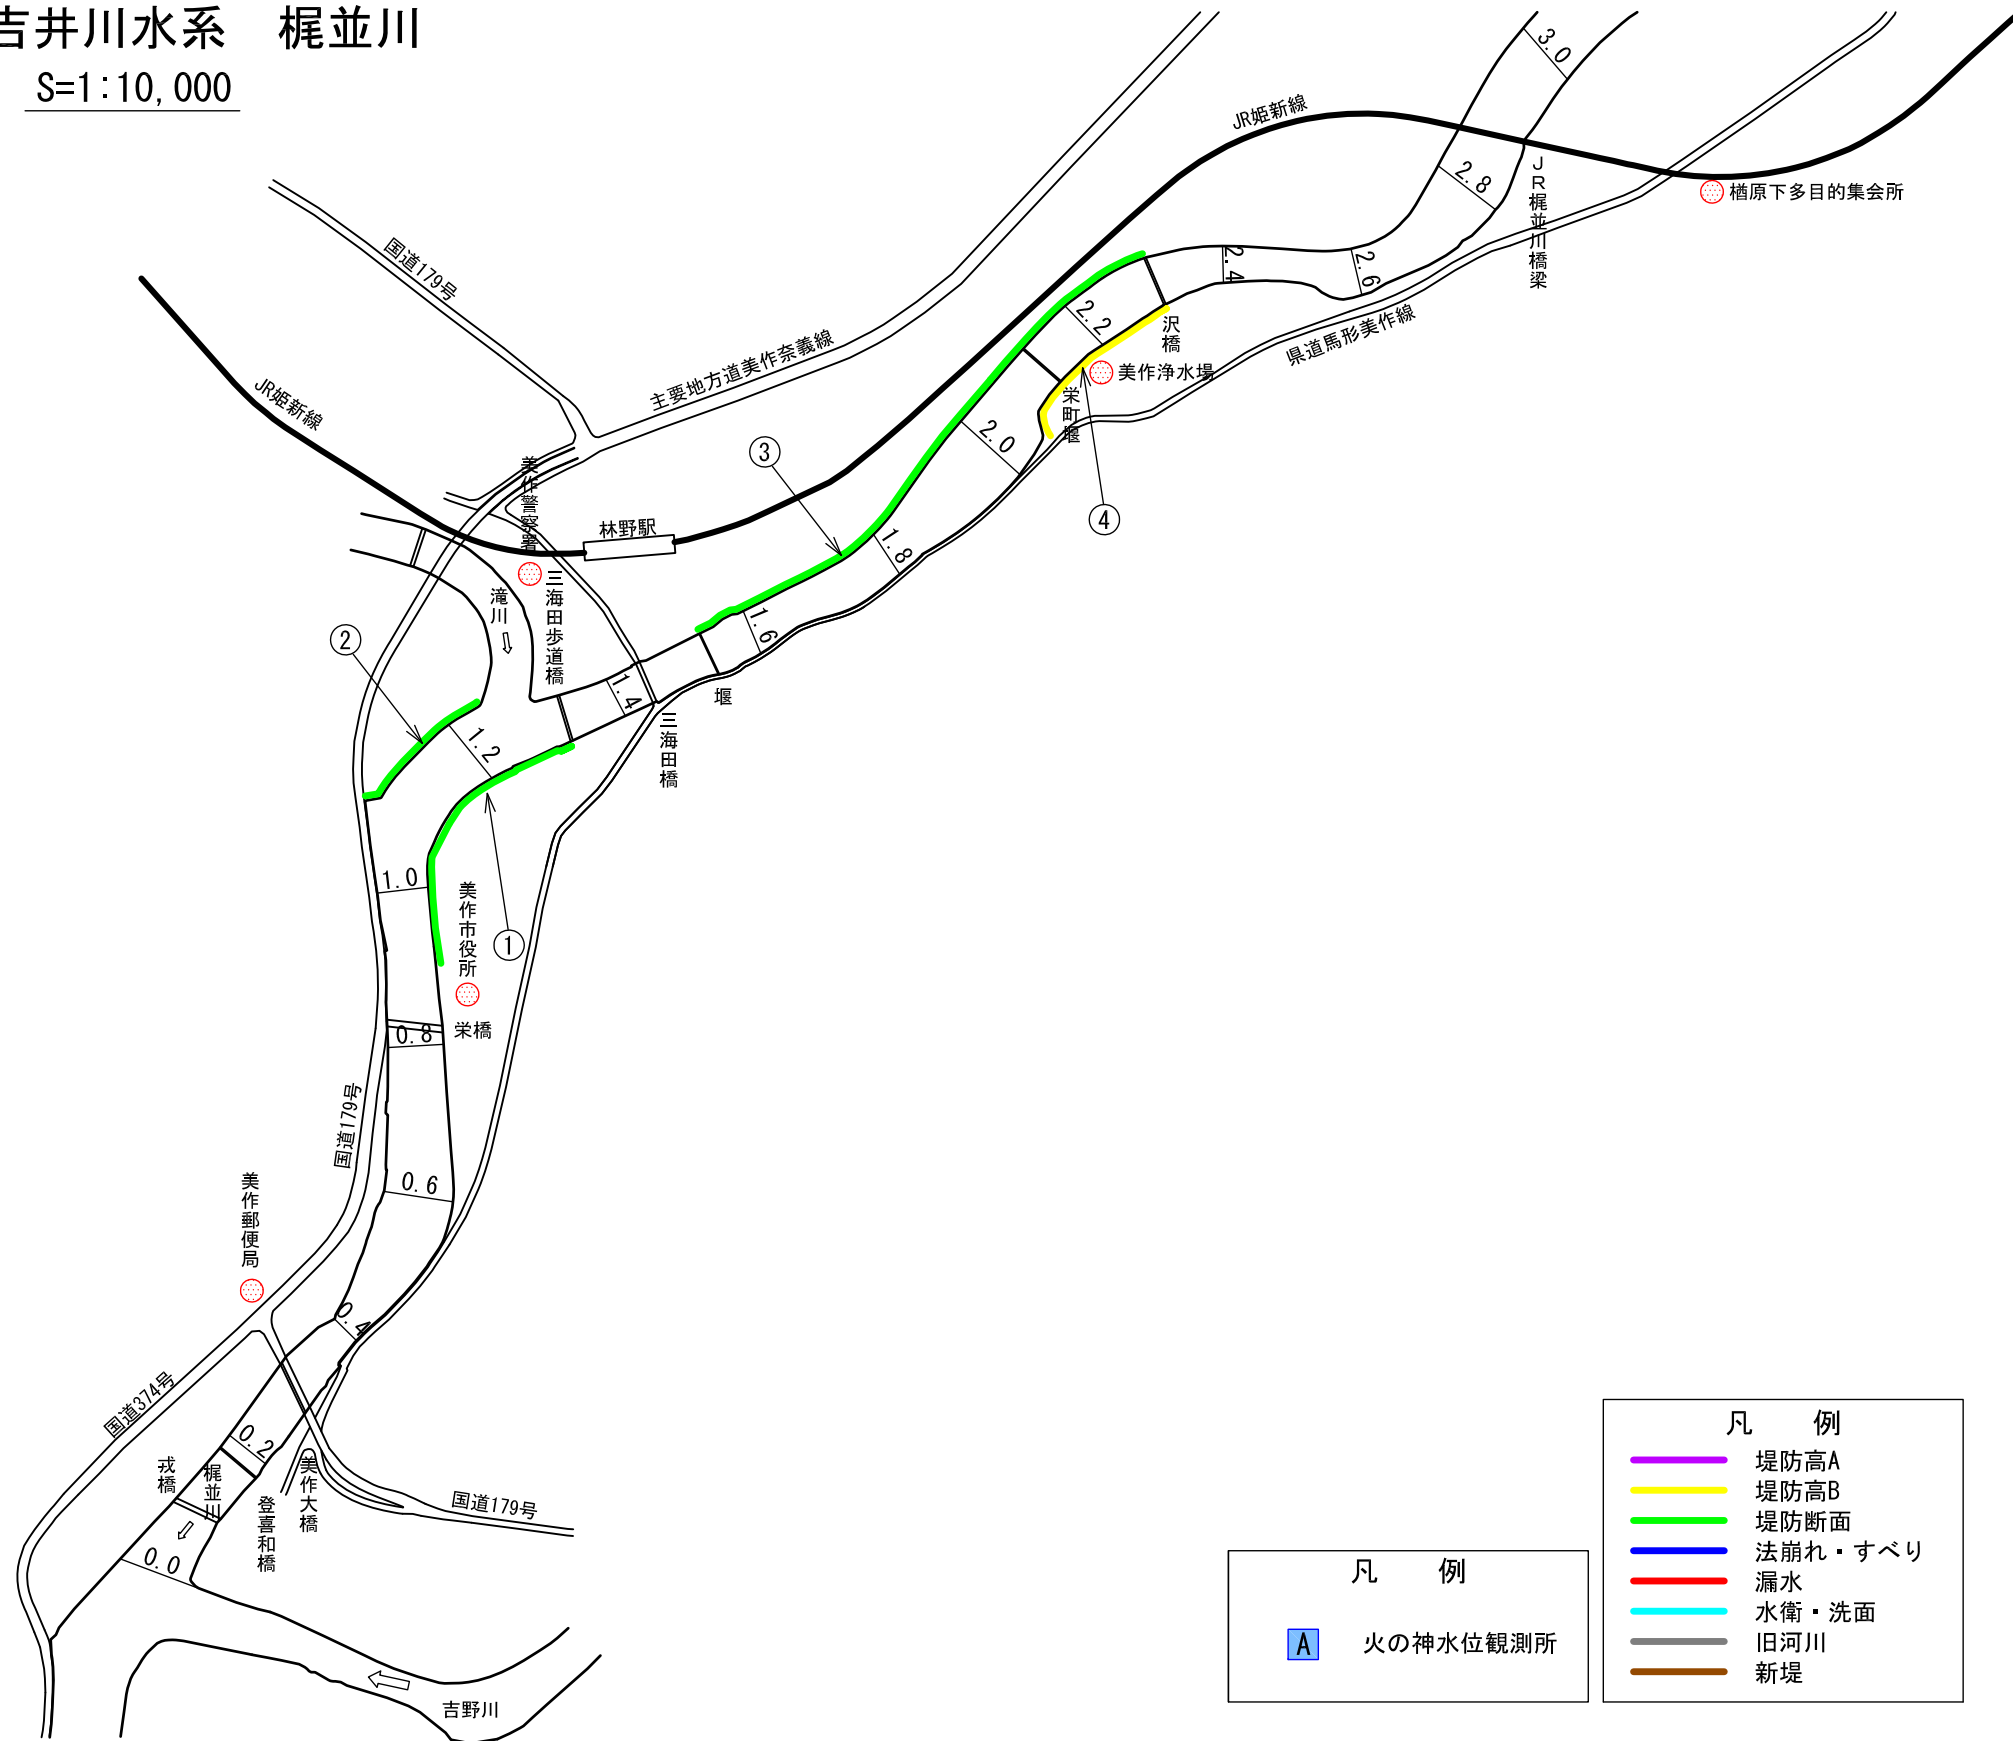 吉井川水系　梶並川
S=1:10,000
3.0
JR姫新線
2.8
JR梶並川橋梁
楢原下多目的集会所
国道179号
2.4
2.6
2.2
沢橋
県道馬形美作線
主要地方道美作奈義線
美作浄水場
栄町堰
JR姫新線
2.0
③
美作警察署
④
林野駅
1.8
三海田歩道橋
滝川
②
1.6
1.4
堰
三海田橋
1.2
1.0
美作市役所
①
0.8
栄橋
国道179号
0.6
美作郵便局
0.4
国道374号
0.2
戎橋
梶並川
美作大橋
登喜和橋
国道179号
0.0
吉野川
凡　例
A
火の神水位観測所
凡　例
堤防高A
堤防高B
堤防断面
法崩れ・すべり
漏水
水衝・洗面
旧河川
新堤